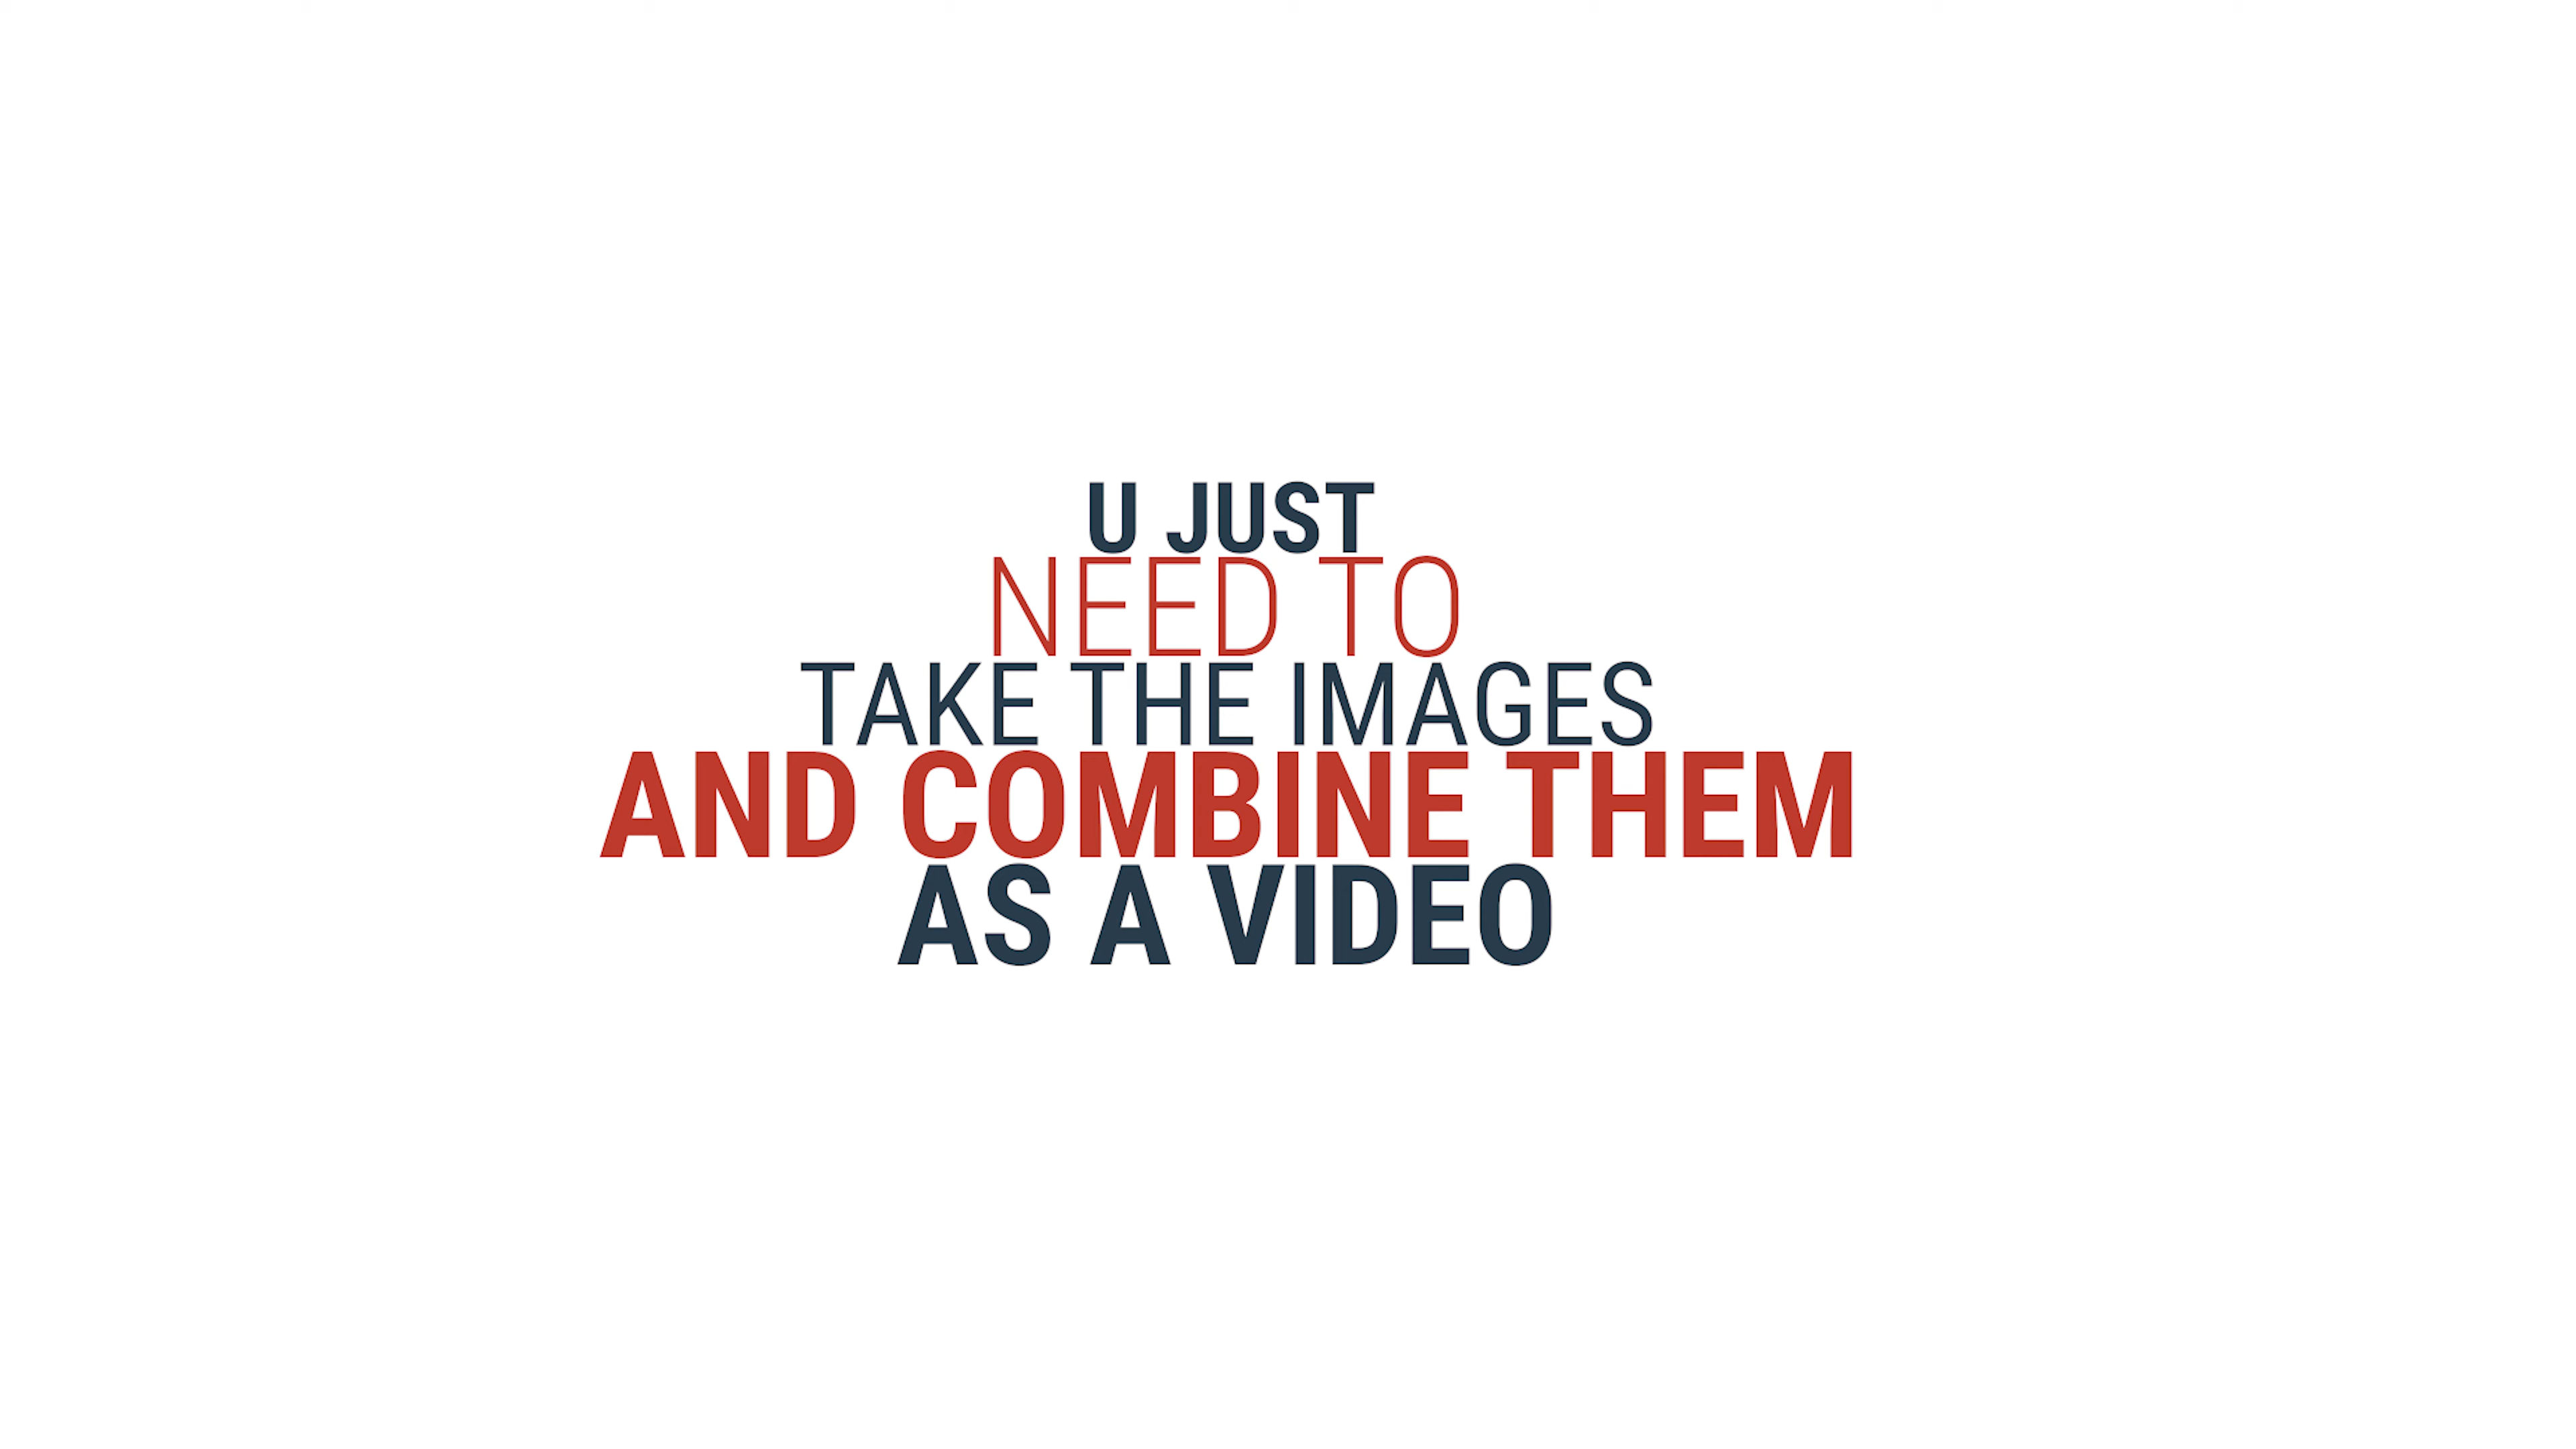 U JUST
NEED TO
TAKE THE IMAGES
AND COMBINE THEM
AS A VIDEO